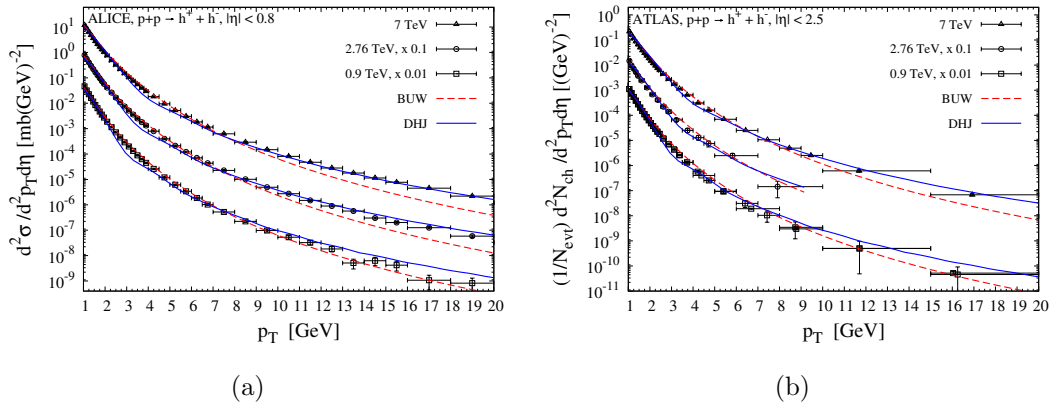 ALICE, p+p → h⁺ + h⁻, |η| < 0.8
7 TeV
2.76 TeV, x 0.1
0.9 TeV, x 0.01
BUW
DHJ
d²σ/d²p_T dη [mb(GeV)⁻²]
10²
10¹
10⁰
10⁻¹
10⁻²
10⁻³
10⁻⁴
10⁻⁵
10⁻⁶
10⁻⁷
10⁻⁸
10⁻⁹
1 2 3 4 5 6 7 8 9 10 11 12 13 14 15 16 17 18 19 20
p_T [GeV]
(a)
ATLAS, p+p → h⁺ + h⁻, |η| < 2.5
7 TeV
2.76 TeV, x 0.1
0.9 TeV, x 0.01
BUW
DHJ
(1/N_evt) d²N_ch/d²p_T dη [(GeV)⁻²]
10¹
10⁰
10⁻¹
10⁻²
10⁻³
10⁻⁴
10⁻⁵
10⁻⁶
10⁻⁷
10⁻⁸
10⁻⁹
10⁻¹⁰
10⁻¹¹
1 2 3 4 5 6 7 8 9 10 11 12 13 14 15 16 17 18 19 20
p_T [GeV]
(b)